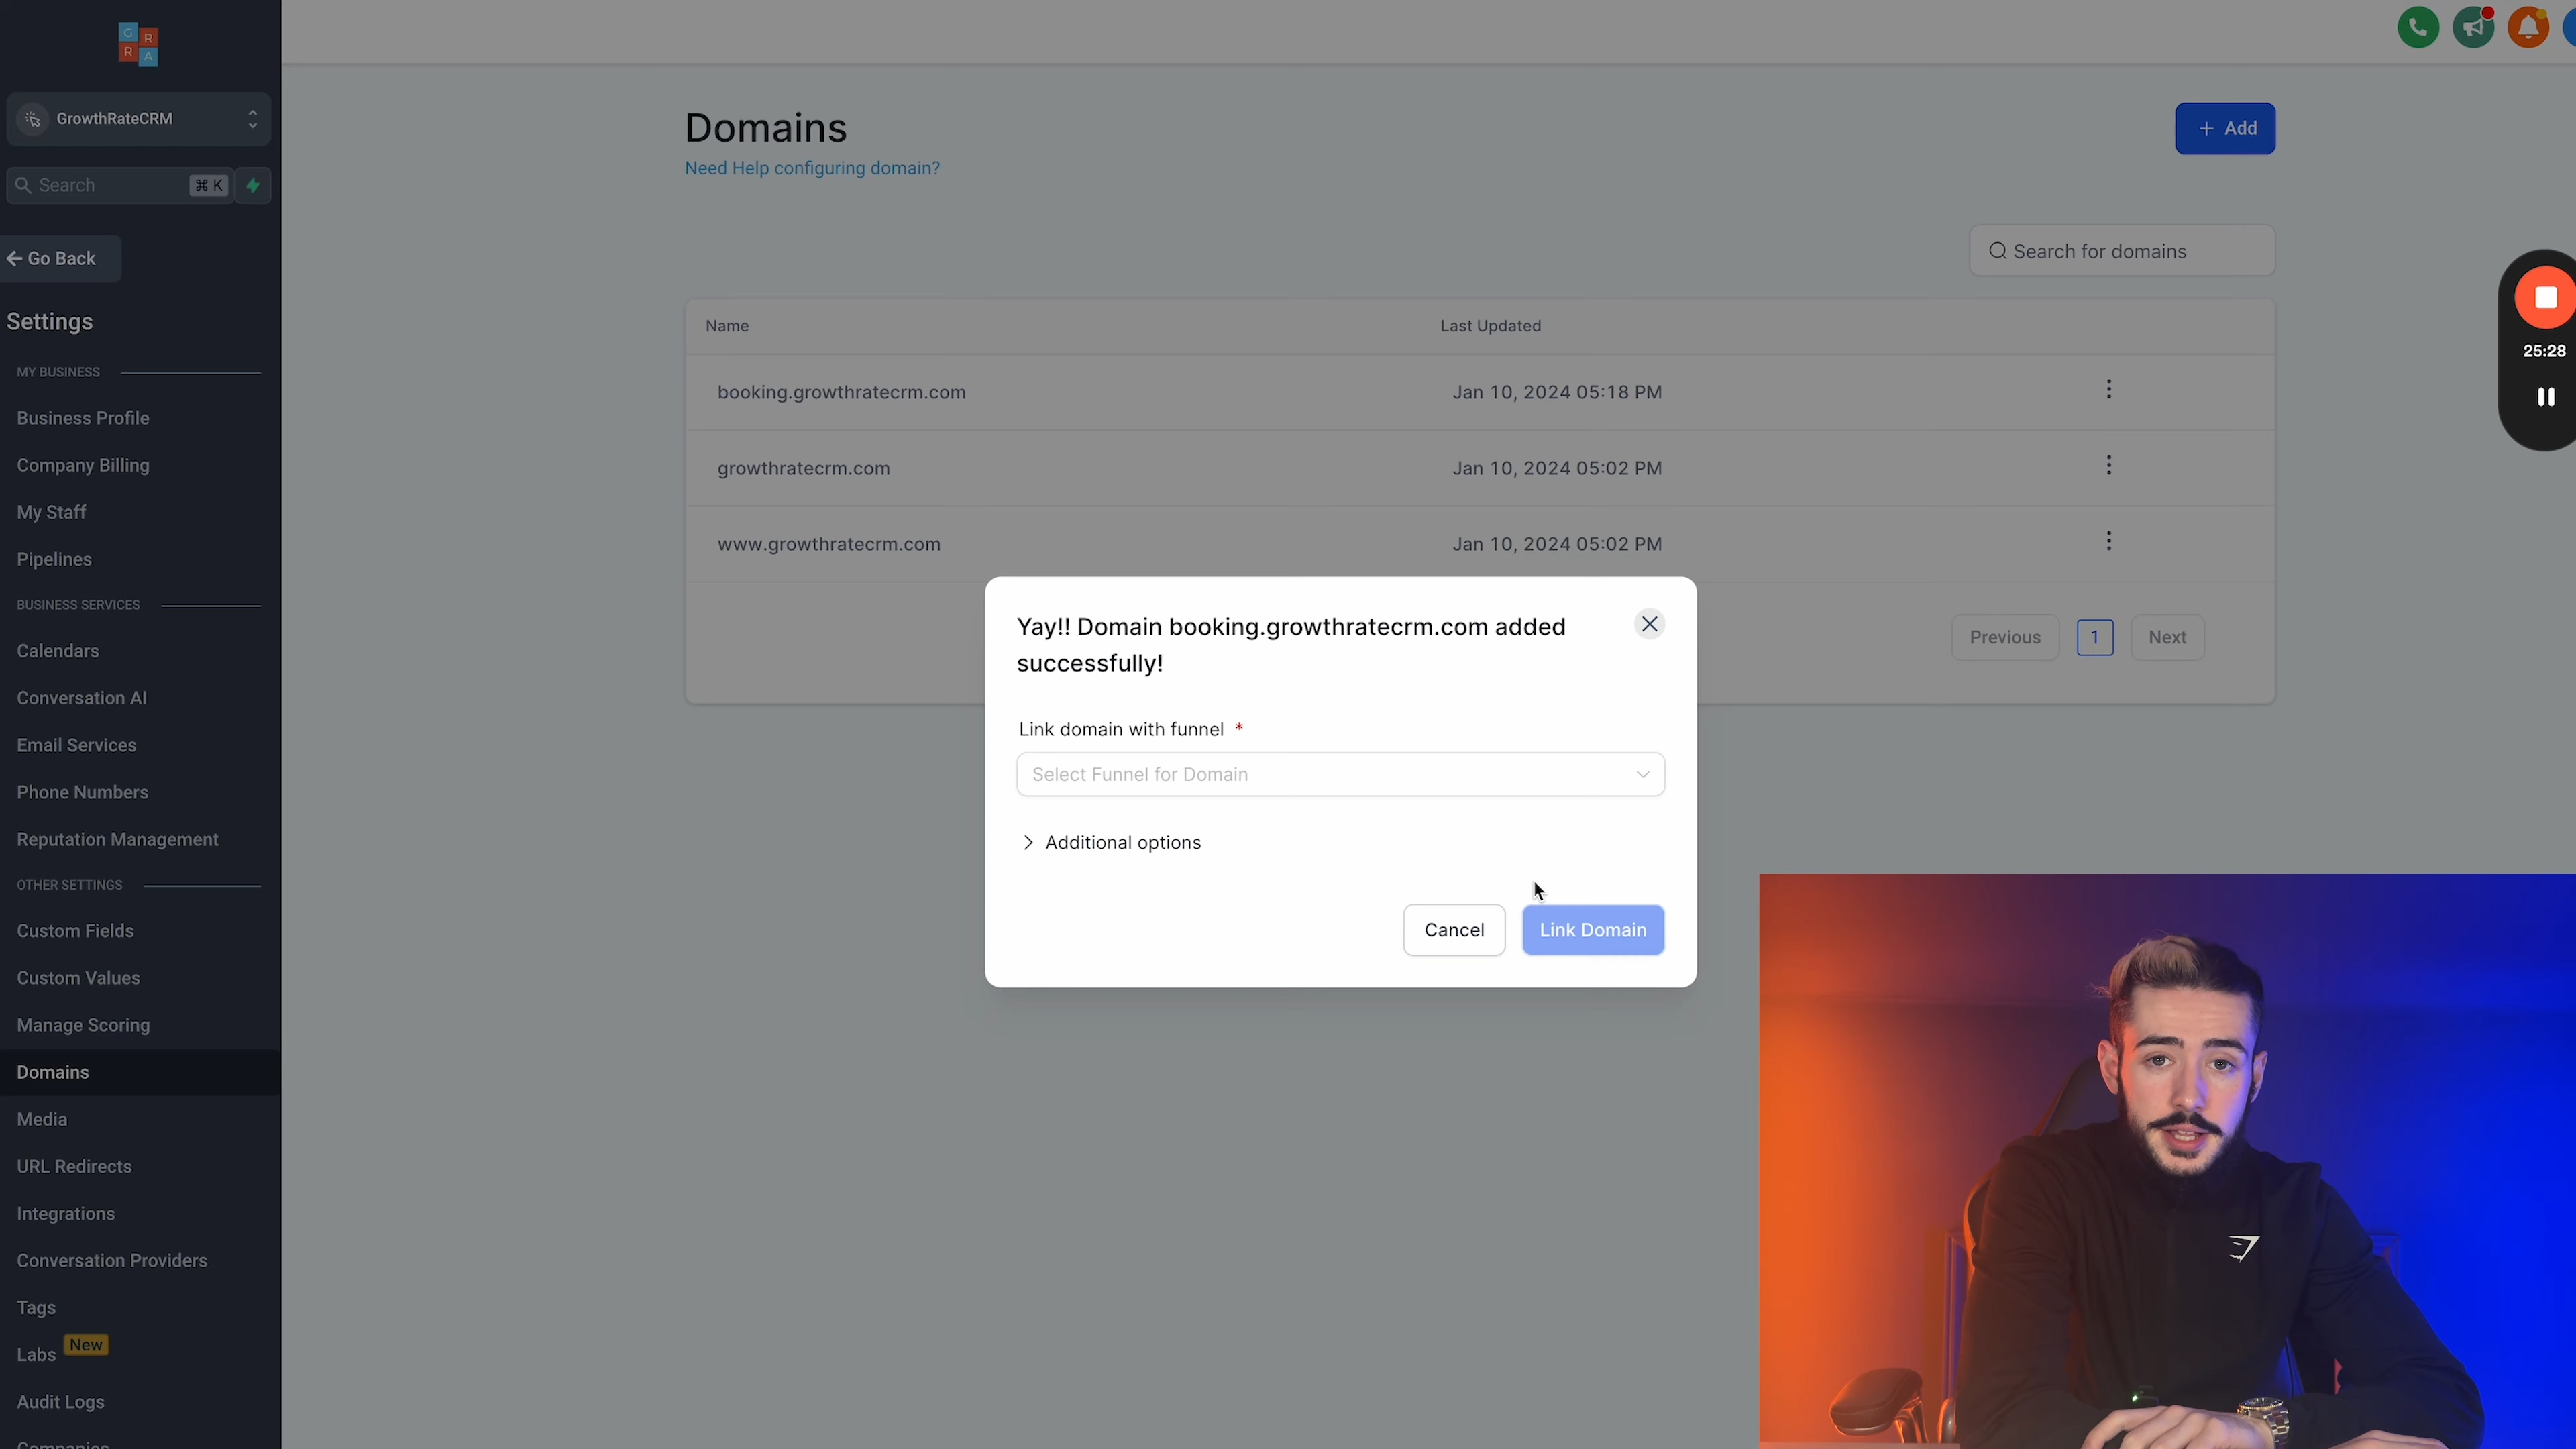 G R
R A
GrowthRateCRM
Search ⌘ K
Go Back
Settings
MY BUSINESS
Business Profile
Company Billing
My Staff
Pipelines
BUSINESS SERVICES
Calendars
Conversation AI
Email Services
Phone Numbers
Reputation Management
OTHER SETTINGS
Custom Fields
Custom Values
Manage Scoring
Domains
Media
URL Redirects
Integrations
Conversation Providers
Tags
Labs New
Audit Logs
Domains
+ Add
Need Help configuring domain?
Search for domains
Name Last Updated
booking.growthratecrm.com Jan 10, 2024 05:18 PM
growthratecrm.com Jan 10, 2024 05:02 PM
www.growthratecrm.com Jan 10, 2024 05:02 PM
Previous 1 Next
Yay!! Domain booking.growthratecrm.com added
successfully!
Link domain with funnel *
Select Funnel for Domain
Additional options
Cancel Link Domain
25:28